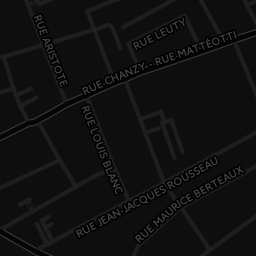 RUE ARISTOTE
RUE LEUTY
RUE CHANZY - RUE MATTÉOTTI
RUE LOUIS BLANC
RUE JEAN-JACQUES ROUSSEAU
RUE MAURICE BERTEAUX